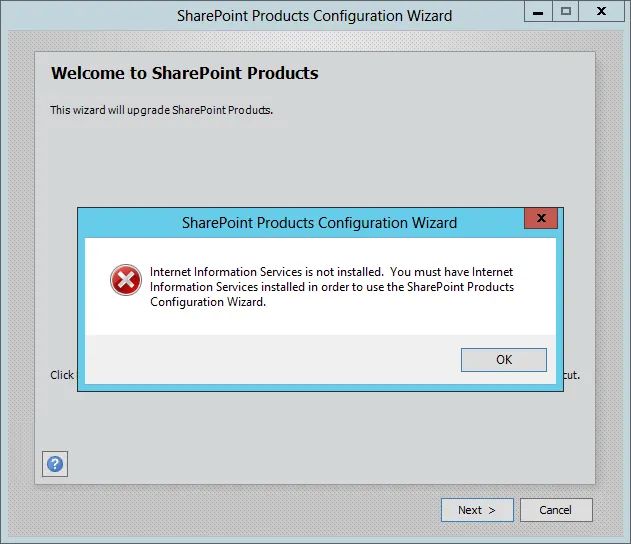 SharePoint Products Configuration Wizard
Welcome to SharePoint Products
This wizard will upgrade SharePoint Products.
SharePoint Products Configuration Wizard
Internet Information Services is not installed. You must have Internet
Information Services installed in order to use the SharePoint Products
Configuration Wizard.
OK
Click
Next >
Cancel